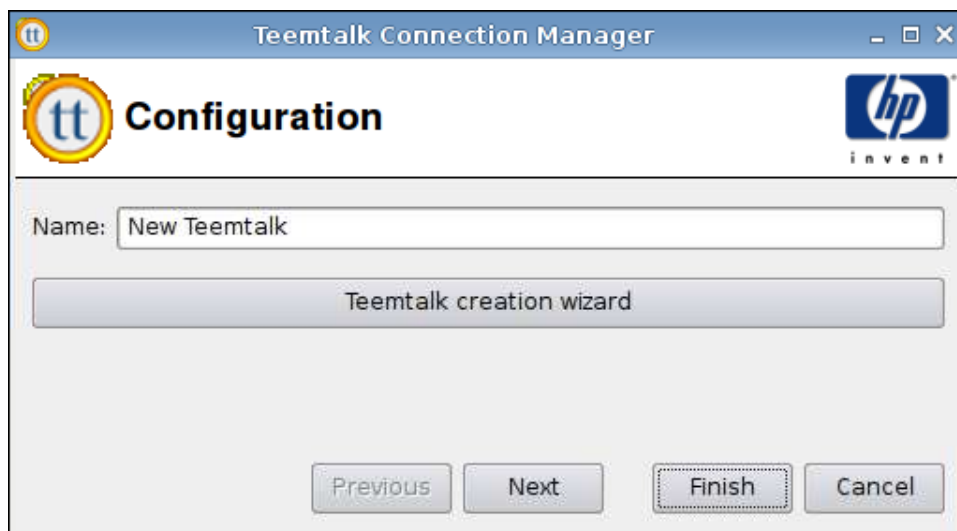 tt Teemtalk Connection Manager
tt Configuration
hp
invent
Name: New Teemtalk
Teemtalk creation wizard
Previous Next Finish Cancel